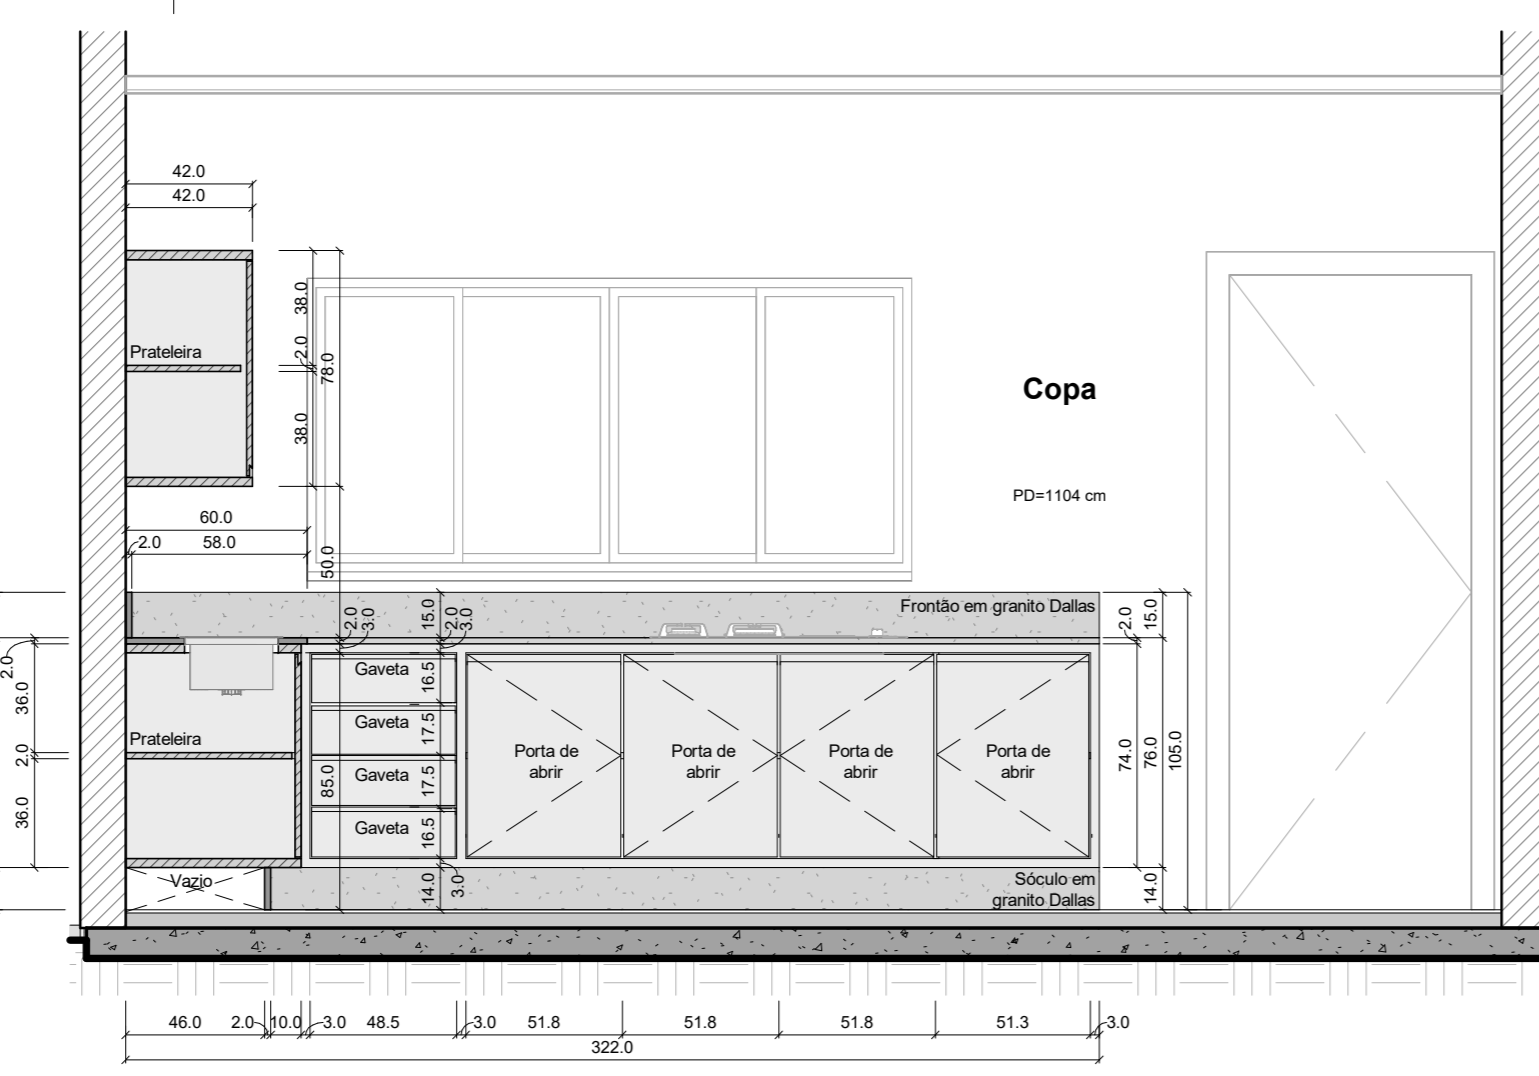 42.0
42.0
38.0
2.0
78.0
38.0
Prateleira
Copa
PD=1104 cm
60.0
2.0
58.0
50.0
Frontão em granito Dallas
2.0
3.0
15.0
2.0
3.0
2.0
15.0
2.0
36.0
2.0
36.0
Prateleira
Gaveta
16.5
Gaveta
17.5
Gaveta
17.5
Gaveta
16.5
85.0
Porta de
abrir
Porta de
abrir
Porta de
abrir
Porta de
abrir
74.0
76.0
105.0
Vazio
14.0
3.0
Sóculo em
granito Dallas
14.0
46.0
2.0
10.0
3.0
48.5
3.0
51.8
51.8
51.8
51.3
3.0
322.0